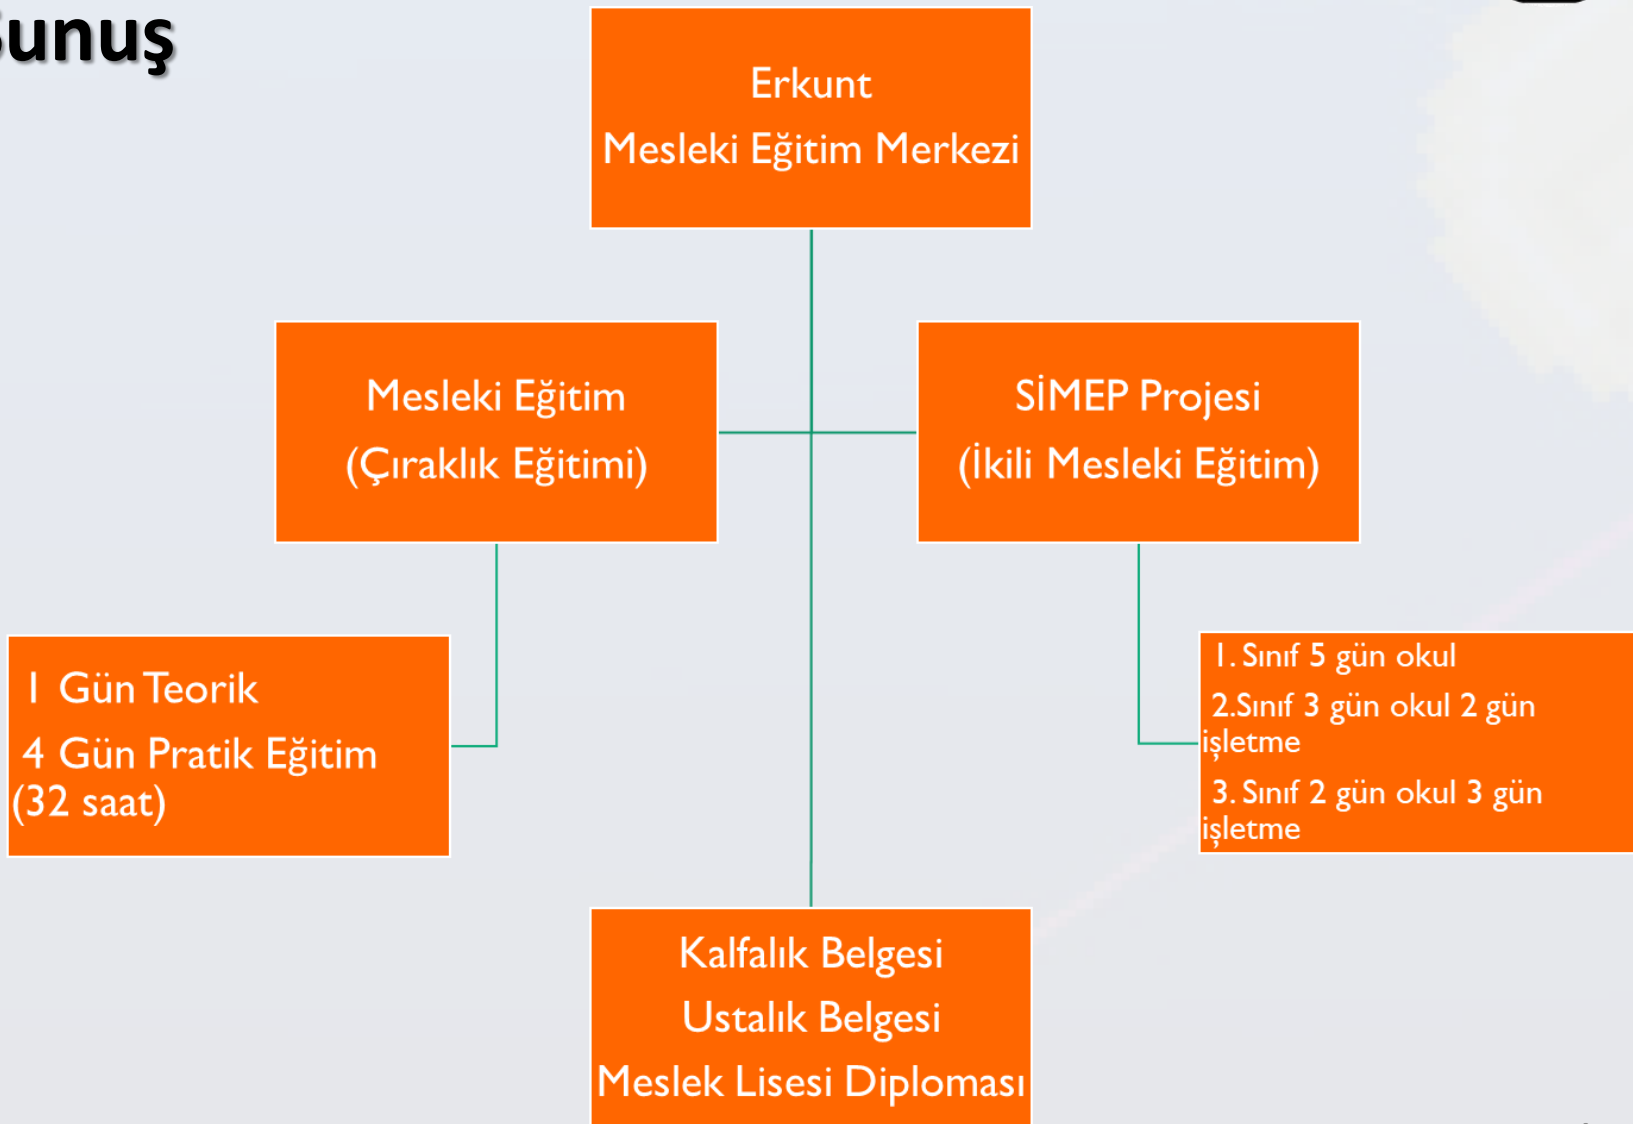 unuş
Erkunt
Mesleki Eğitim Merkezi
Mesleki Eğitim
(Çıraklık Eğitimi)
SİMEP Projesi
(İkili Mesleki Eğitim)
1 Gün Teorik
4 Gün Pratik Eğitim
(32 saat)
1. Sınıf 5 gün okul
2.Sınıf 3 gün okul 2 gün
işletme
3. Sınıf 2 gün okul 3 gün
işletme
Kalfalık Belgesi
Ustalık Belgesi
Meslek Lisesi Diploması